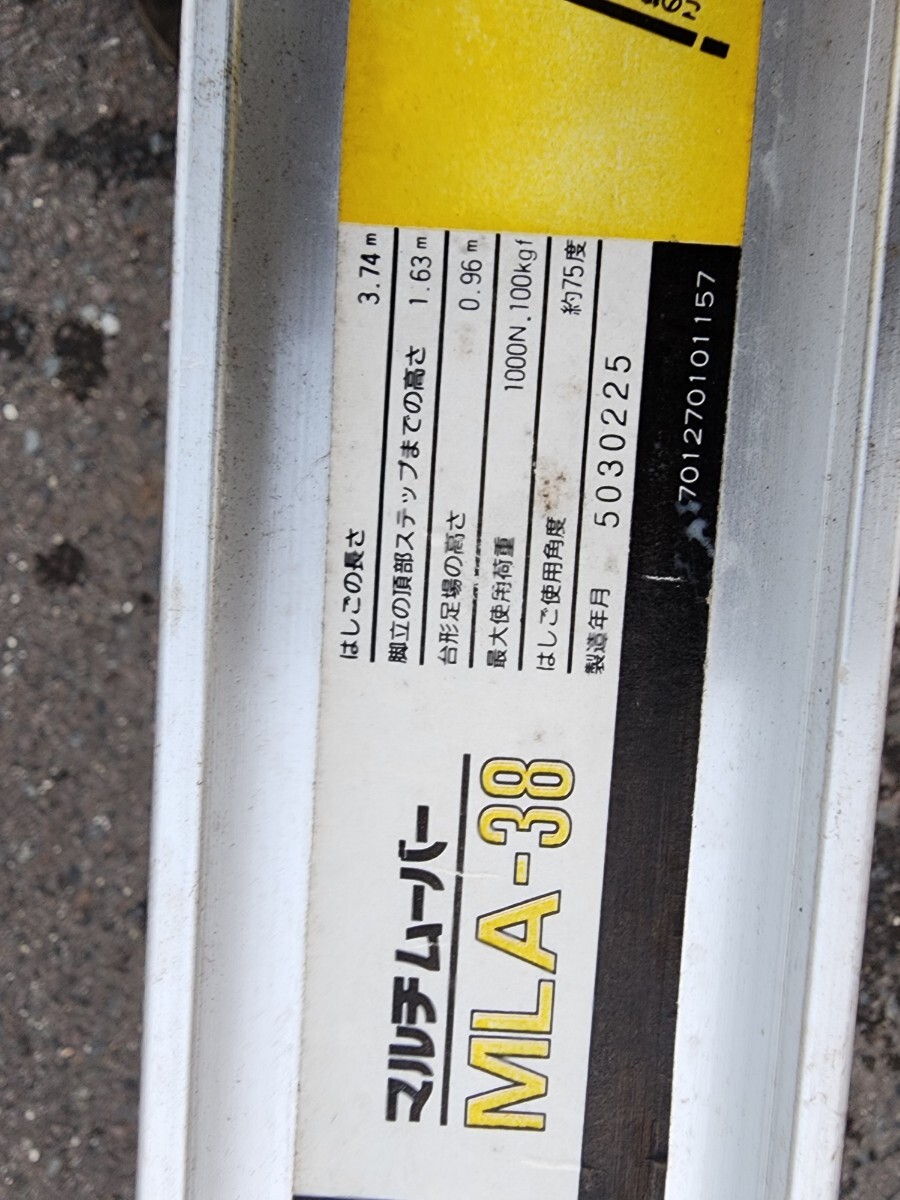 マルチムーバー
MLA-38
はしごの長さ 3.74m
脚立の頂部ステップまでの高さ 1.63m
台形足場の高さ 0.96m
最大使用荷重 1000N.100kgf
はしご使用角度 約75度
製造年月 5030225
701270101157